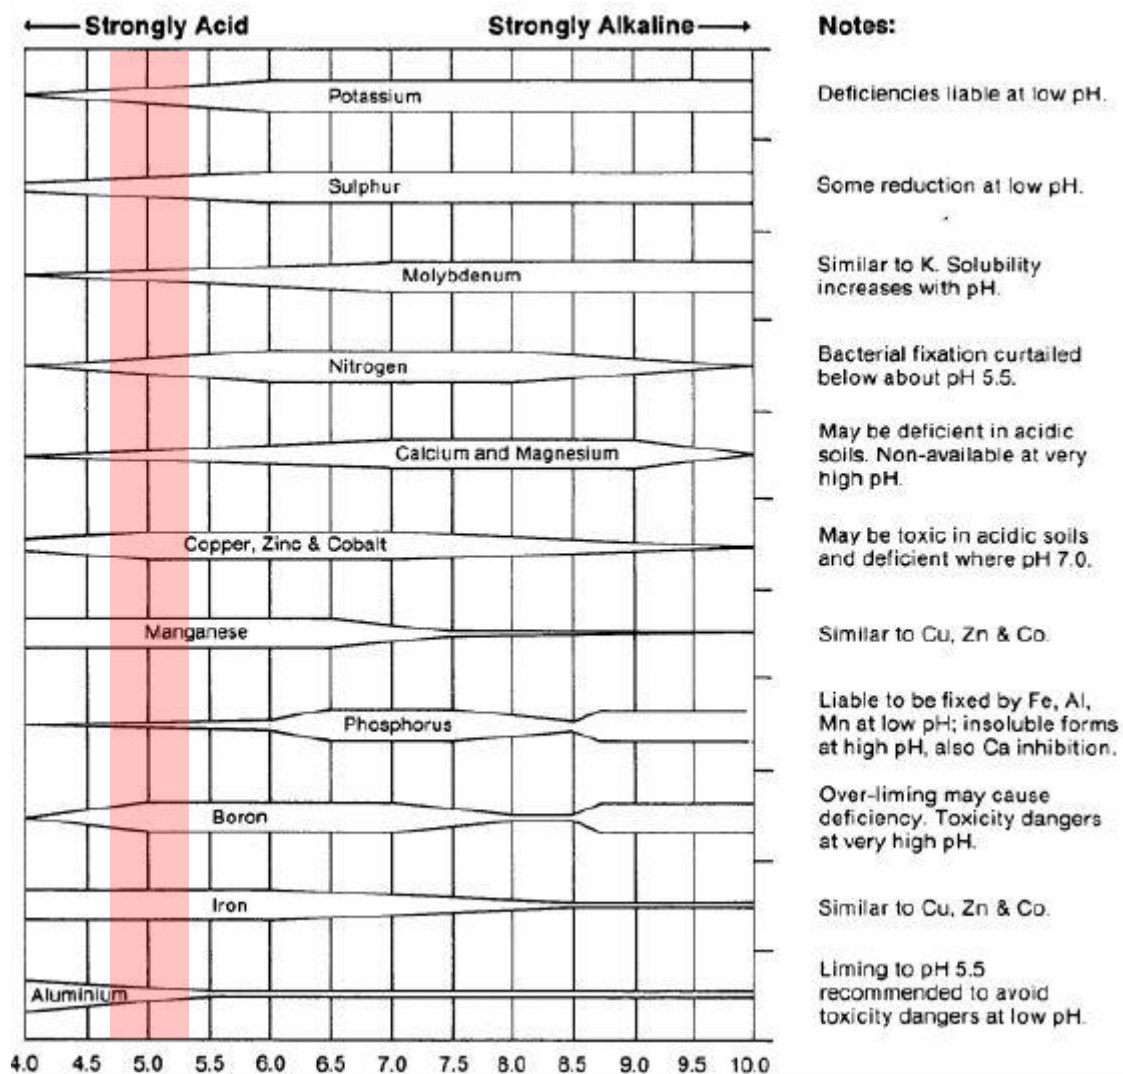 Strongly Acid
Strongly Alkaline
Notes:
Potassium
Deficiencies liable at low pH.
Sulphur
Some reduction at low pH.
Molybdenum
Similar to K. Solubility
increases with pH.
Nitrogen
Bacterial fixation curtailed
below about pH 5.5.
Calcium and Magnesium
May be deficient in acidic
soils. Non-available at very
high pH.
Copper, Zinc & Cobalt
May be toxic in acidic soils
and deficient where pH 7.0.
Manganese
Similar to Cu, Zn & Co.
Phosphorus
Liable to be fixed by Fe, Al,
Mn at low pH; insoluble forms
at high pH, also Ca inhibition.
Boron
Over-liming may cause
deficiency. Toxicity dangers
at very high pH.
Iron
Similar to Cu, Zn & Co.
Aluminium
Liming to pH 5.5
recommended to avoid
toxicity dangers at low pH.
4.0 4.5 5.0 5.5 6.0 6.5 7.0 7.5 8.0 8.5 9.0 9.5 10.0